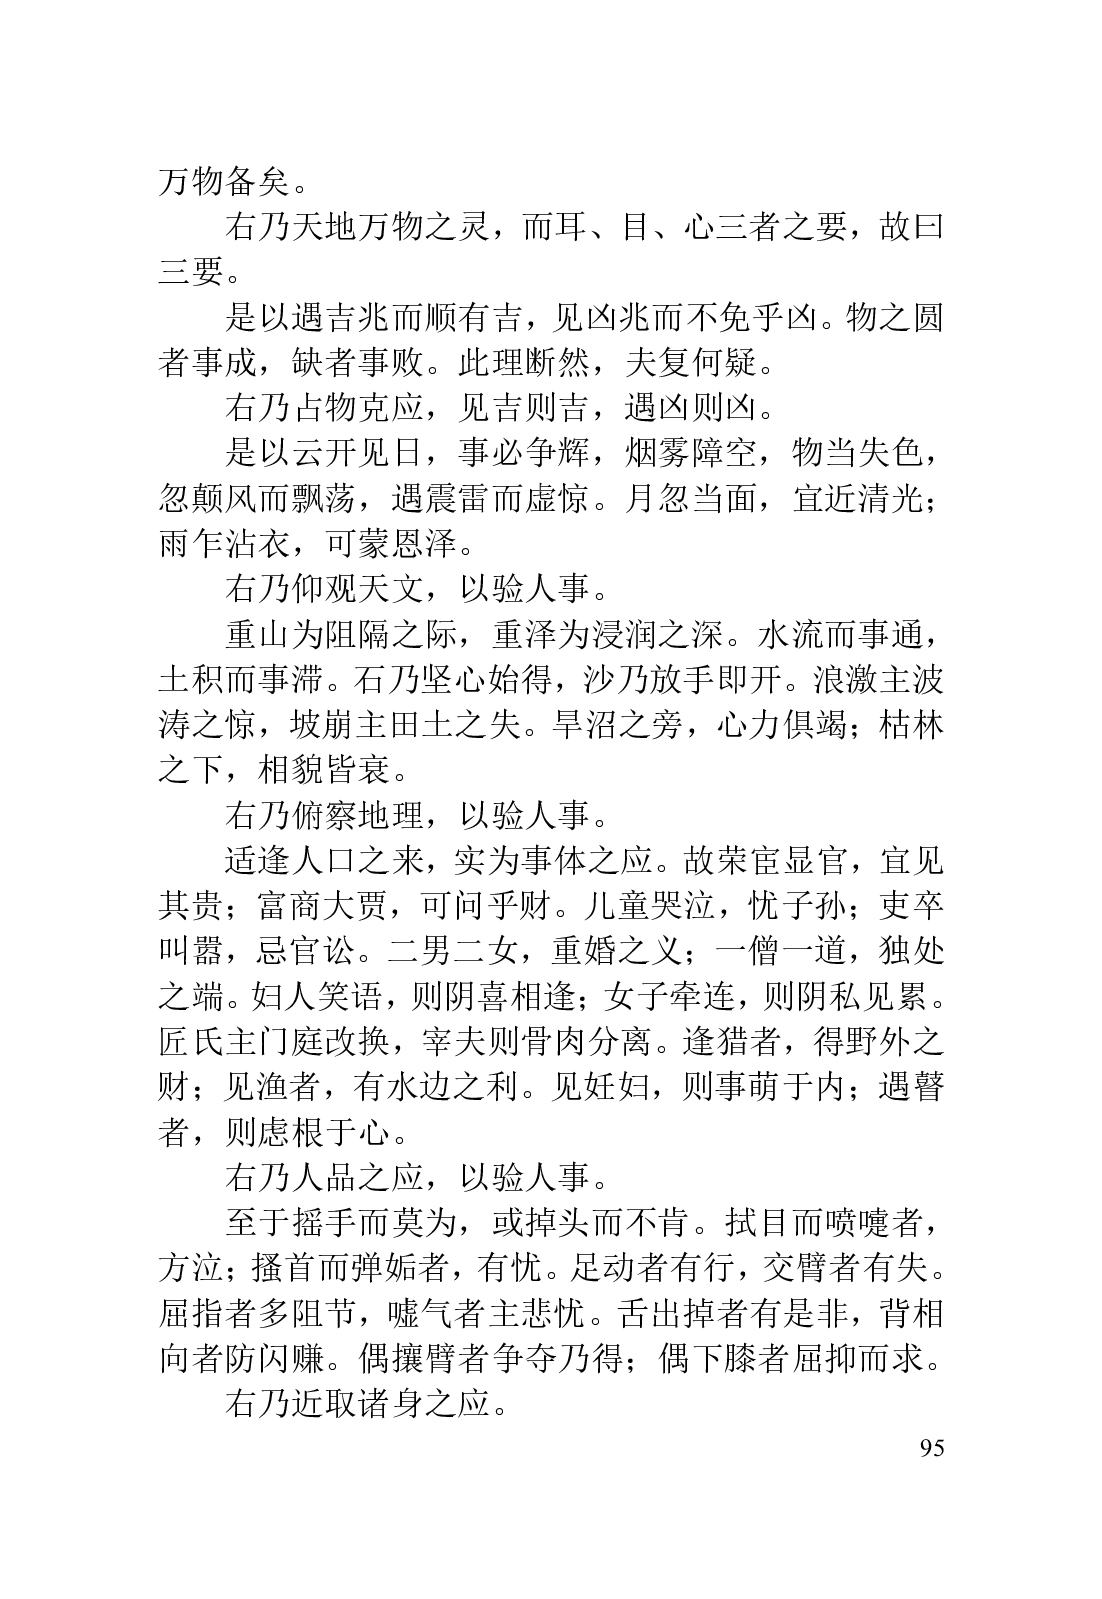 万物备矣。
右乃天地万物之灵，而耳、目、心三者之要，故曰
三要。
是以遇吉兆而顺有吉，见凶兆而不免乎凶。物之圆
者事成，缺者事败。此理断然，夫复何疑。
右乃占物克应，见吉则吉，遇凶则凶。
是以云开见日，事必争辉，烟雾障空，物当失色，
忽颠风而飘荡，遇震雷而虚惊。月忽当面，宜近清光；
雨乍沾衣，可蒙恩泽。
右乃仰观天文，以验人事。
重山为阻隔之际，重泽为浸润之深。水流而事通，
土积而事滞。石乃坚心始得，沙乃放手即开。浪激主波
涛之惊，坡崩主田土之失。旱沼之旁，心力俱竭；枯林
之下，相貌皆衰。
右乃俯察地理，以验人事。
适逢人口之来，实为事体之应。故荣宦显官，宜见
其贵；富商大贾，可问乎财。儿童哭泣，忧子孙；吏卒
叫嚣，忌官讼。二男二女，重婚之义；一僧一道，独处
之端。妇人笑语，则阴喜相逢；女子牵连，则阴私见累。
匠氏主门庭改换，宰夫则骨肉分离。逢猎者，得野外之
财；见渔者，有水边之利。见妊妇，则事萌于内；遇瞽
者，则虑根于心。
右乃人品之应，以验人事。
至于摇手而莫为，或掉头而不肯。拭目而喷嚏者，
方泣；搔首而弹姤者，有忧。足动者有行，交臂者有失。
屈指者多阻节，嘘气者主悲忧。舌出掉者有是非，背相
向者防闪赚。偶攘臂者争夺乃得；偶下膝者屈抑而求。
右乃近取诸身之应。
95